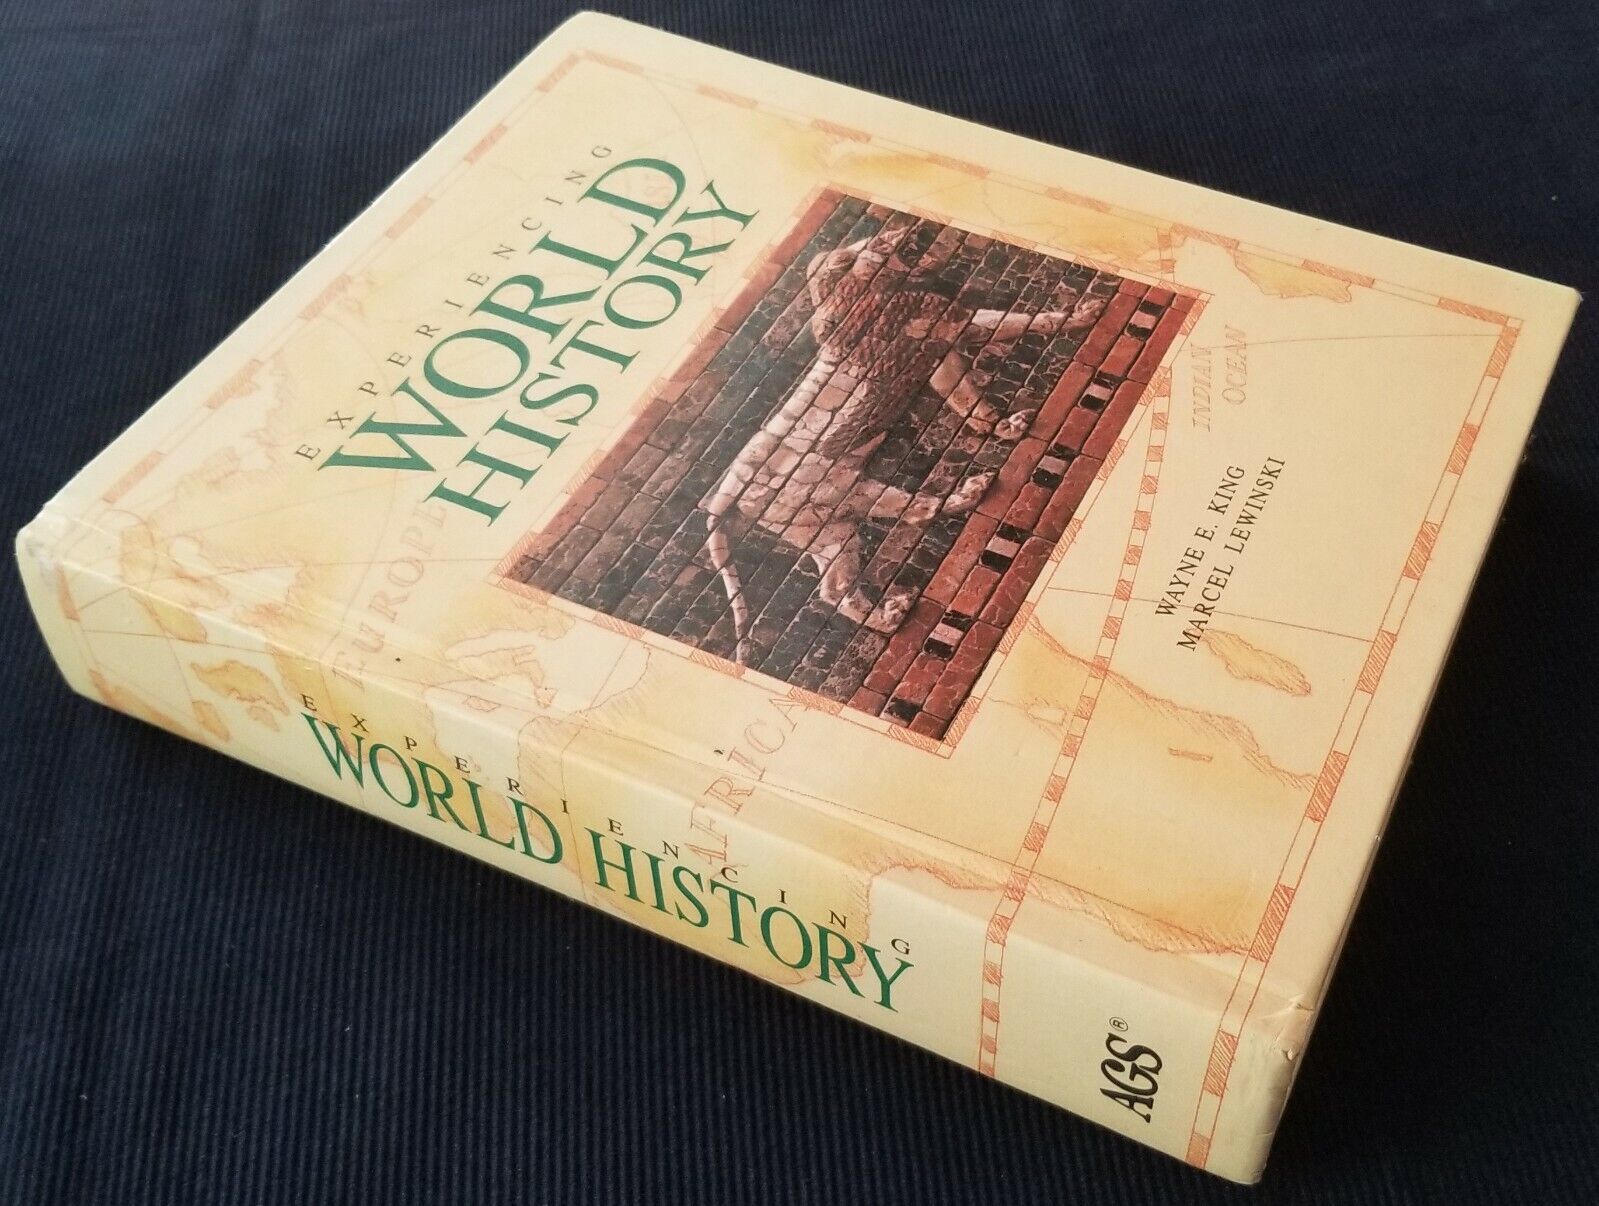 EXPERIENCING
WORLD
HISTORY
EUROPE
AFRICA
INDIAN
OCEAN
WAYNE E. KING
MARCEL LEWINSKI
EXPERIENCING
WORLD HISTORY
AGS®